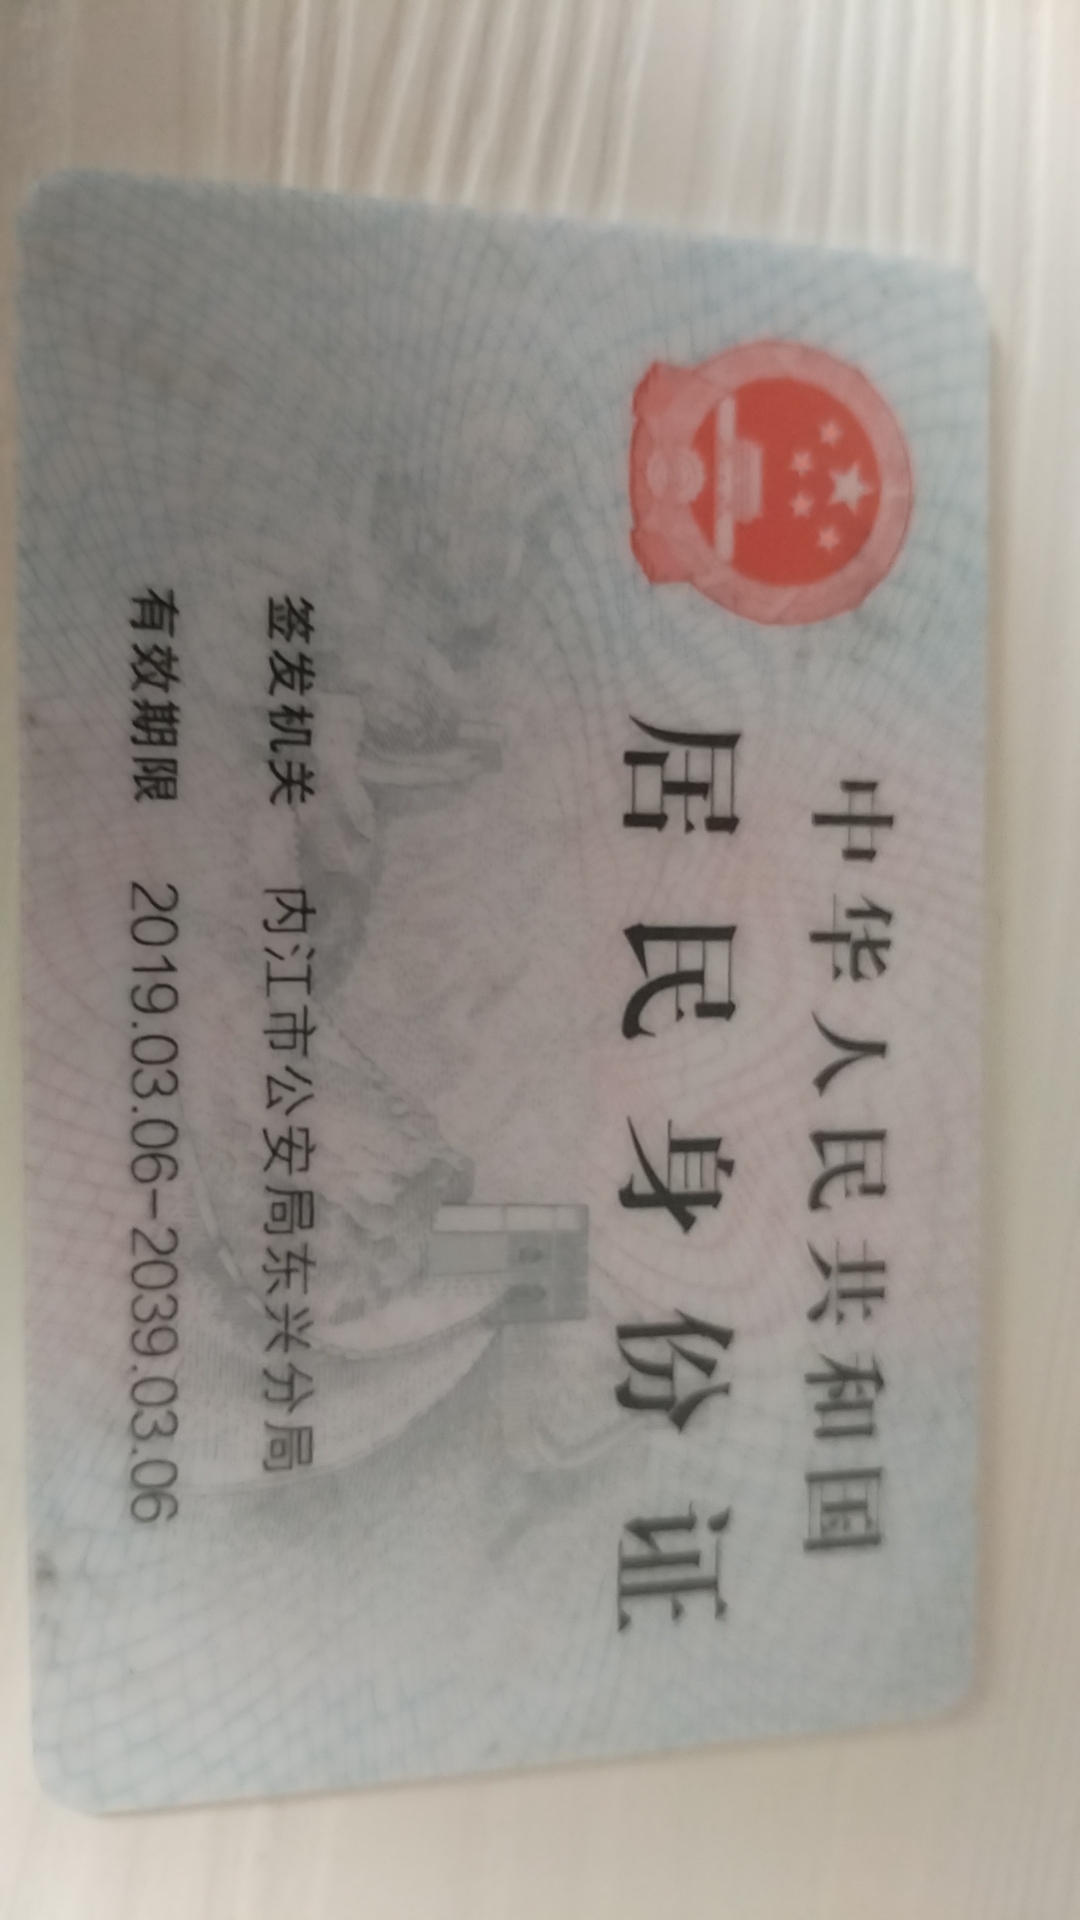 中华人民共和国
居民身份证
签发机关 内江市公安局东兴分局
有效期限 2019.03.06-2039.03.06